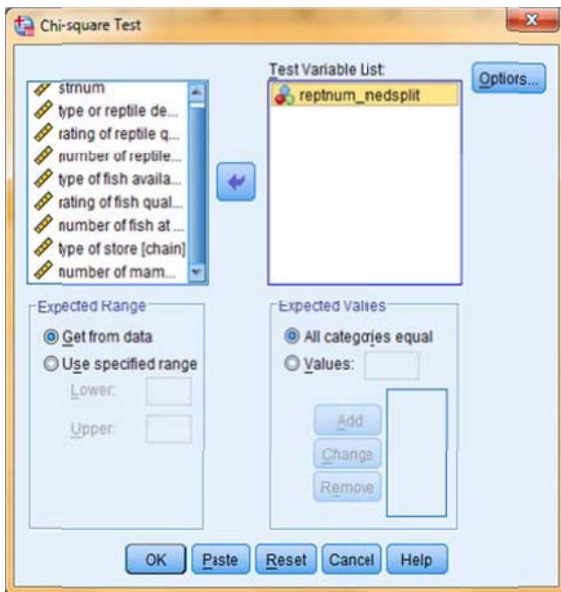 Chi-square Test
Test Variable List:
Options...
strnum
type or reptile de...
rating of reptile q...
number of reptile...
type of fish availa...
rating of fish qual...
number of fish at ...
type of store [chain]
number of mam...
reptnum_nedsplit
Expected Range
Get from data
Use specified range
Lower:
Upper:
Expected Values
All categories equal
Values:
Add
Change
Remove
OK Paste Reset Cancel Help